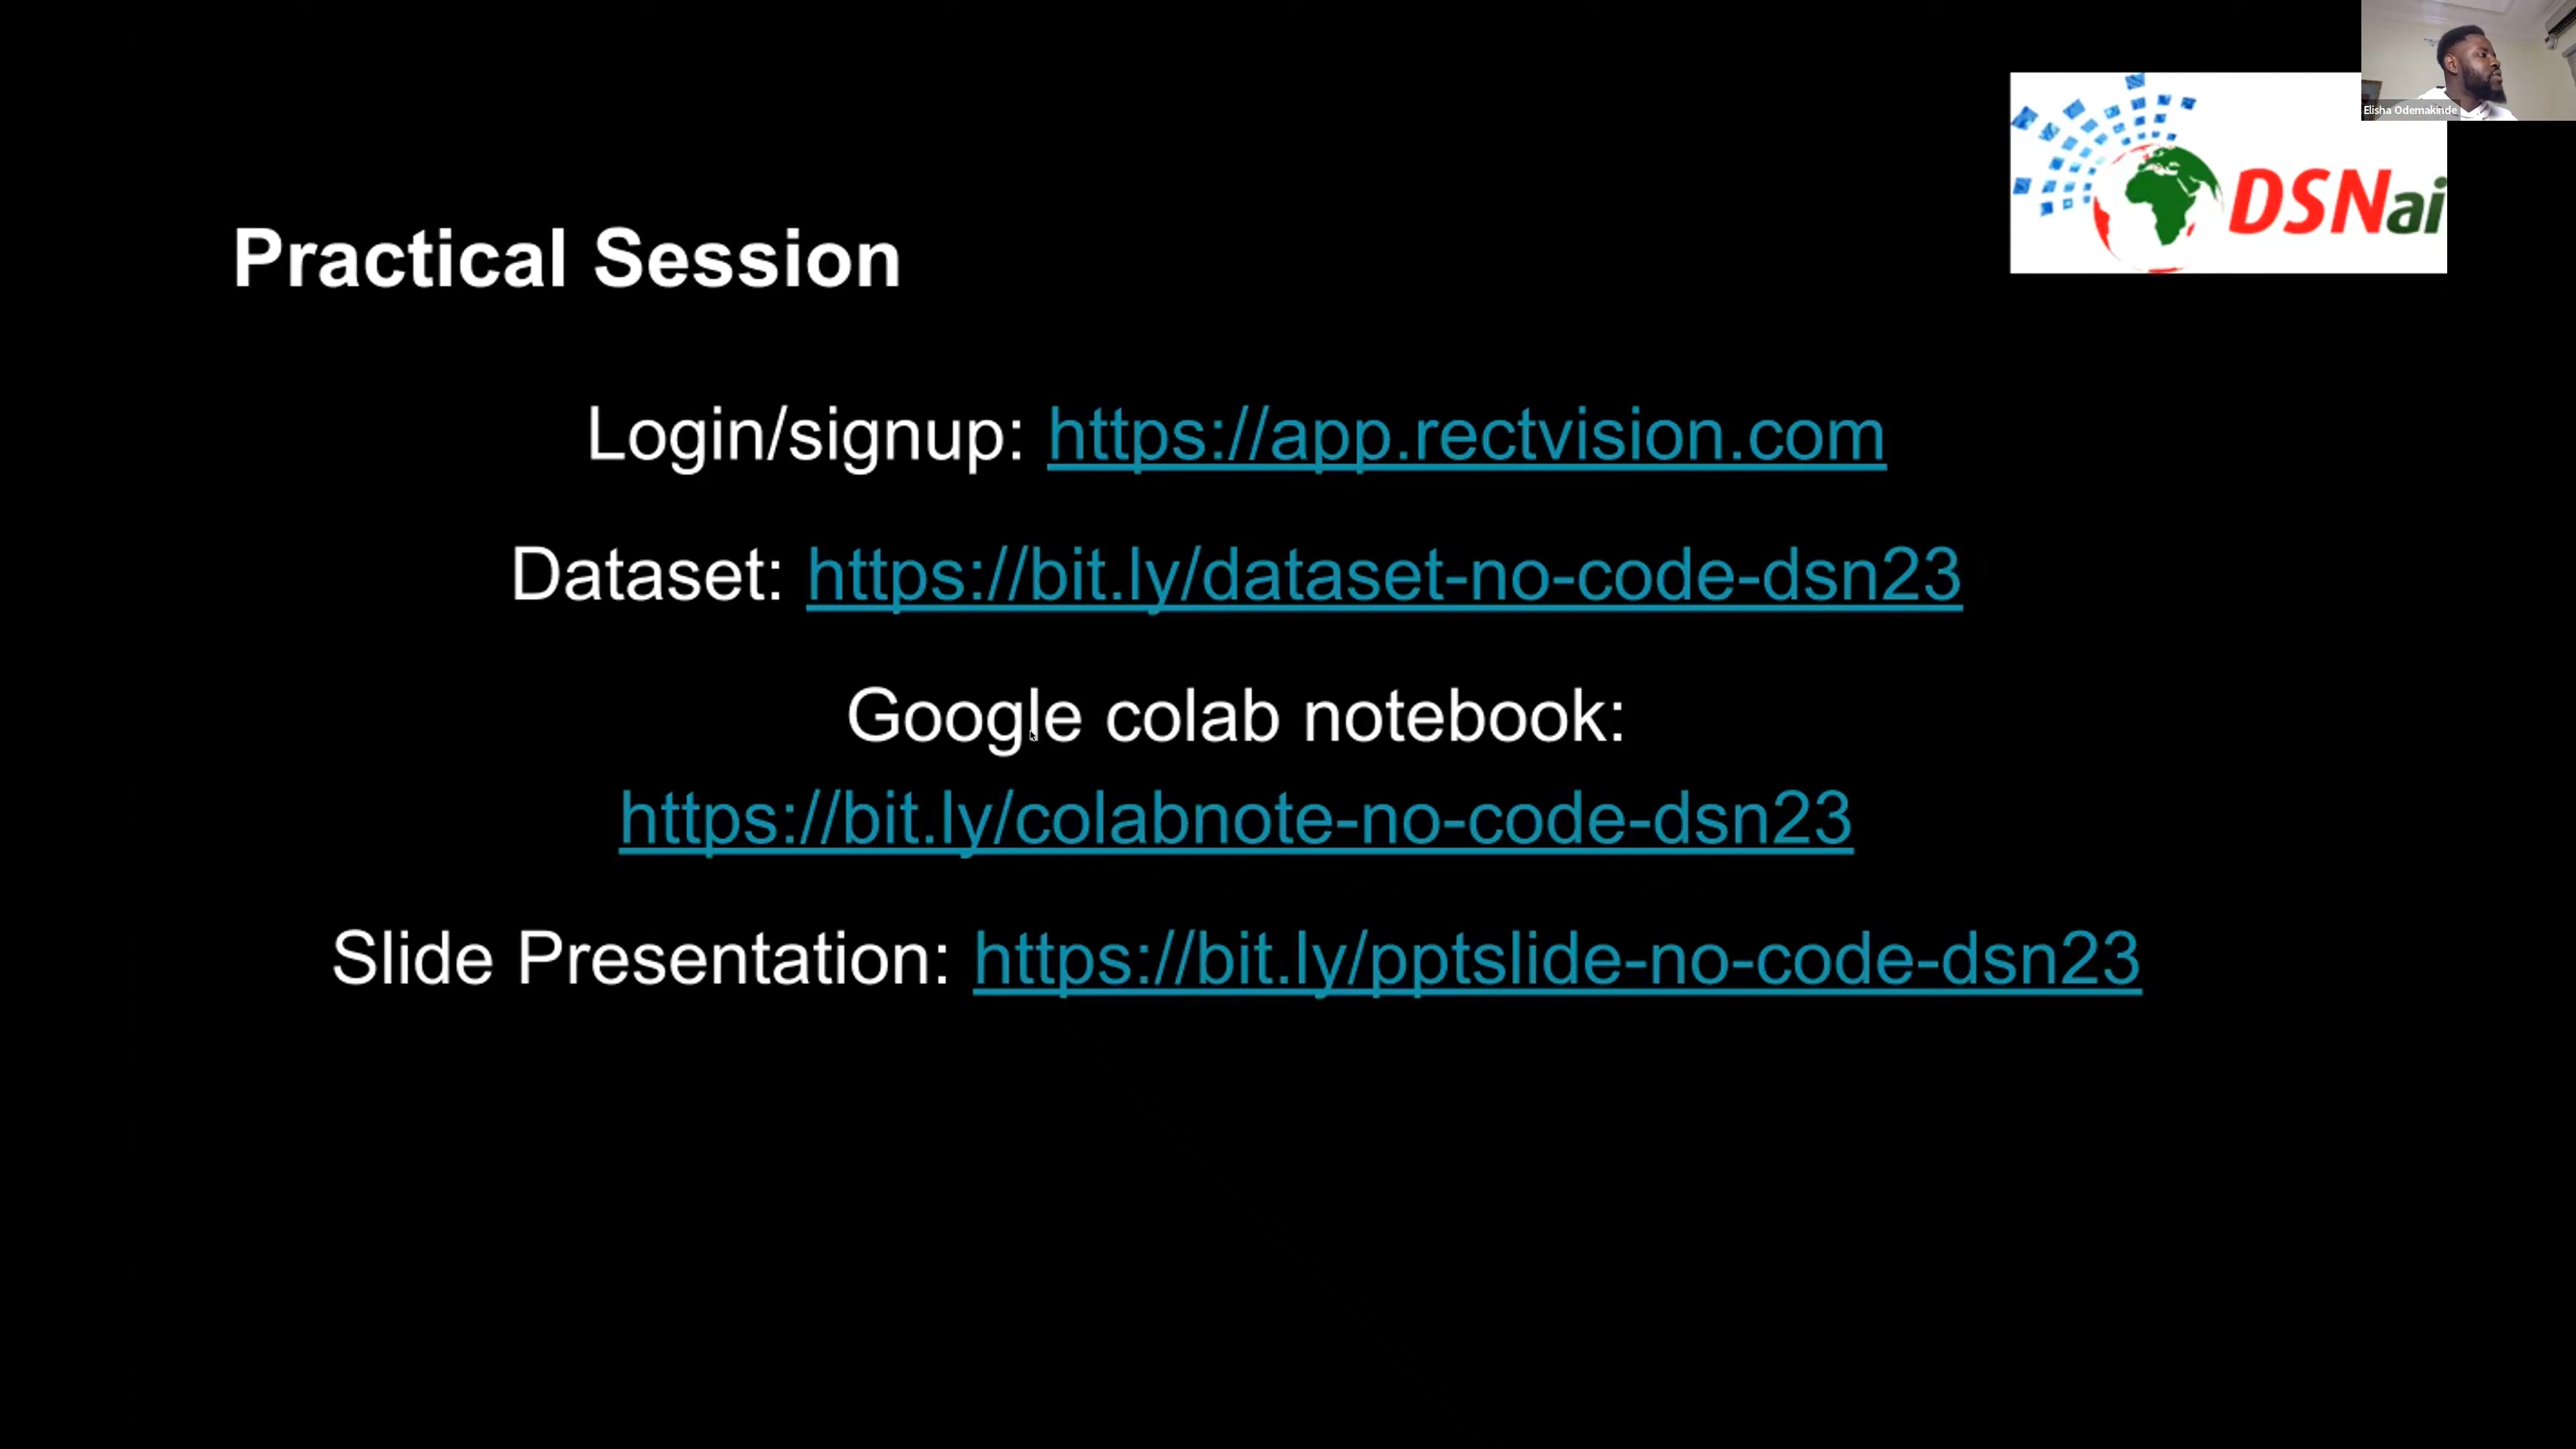 Elisha Odemakinde
DSNai
Practical Session
Login/signup: https://app.rectvision.com
Dataset: https://bit.ly/dataset-no-code-dsn23
Google colab notebook:
https://bit.ly/colabnote-no-code-dsn23
Slide Presentation: https://bit.ly/pptslide-no-code-dsn23